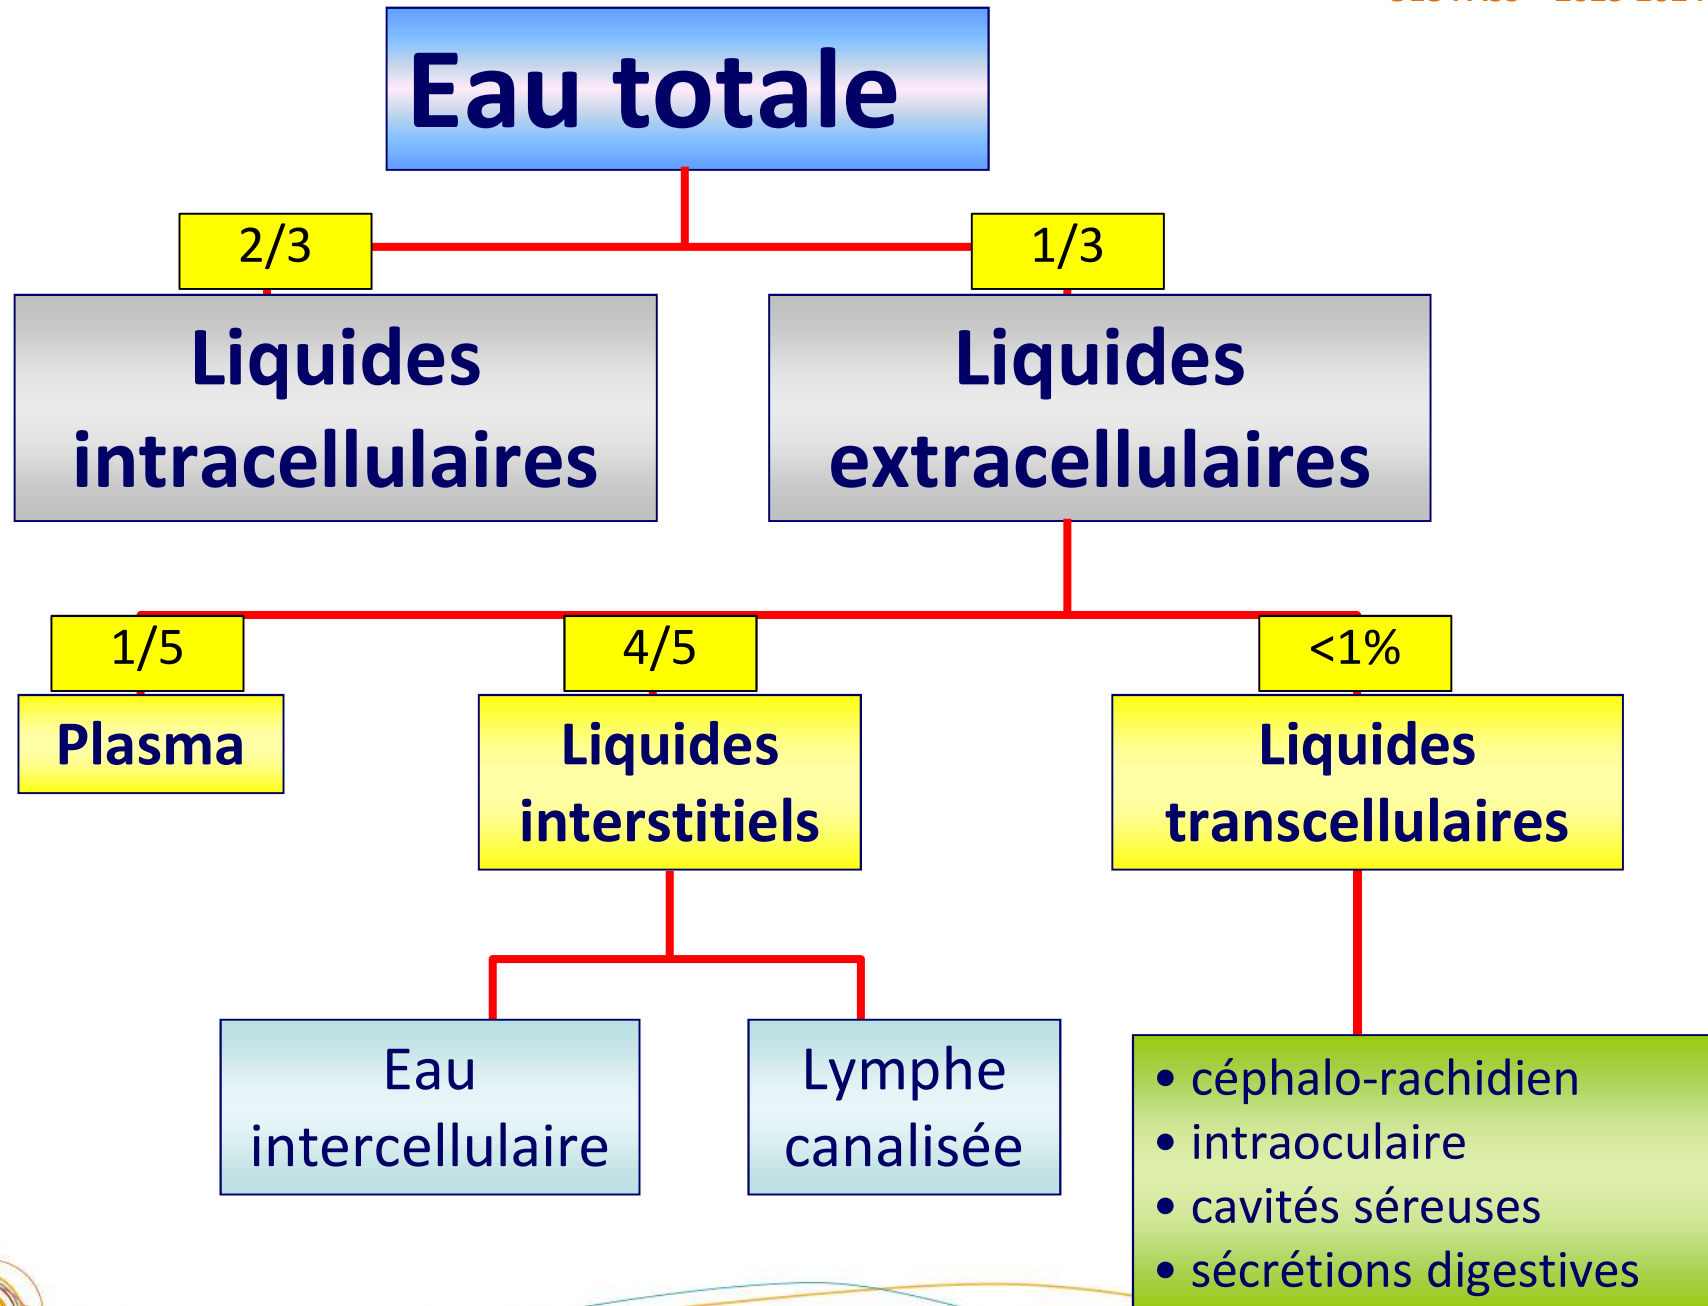 Eau totale
2/3
1/3
Liquides
intracellulaires
Liquides
extracellulaires
1/5
4/5
<1%
Plasma
Liquides
interstitiels
Liquides
transcellulaires
Eau
intercellulaire
Lymphe
canalisée
• céphalo-rachidien
• intraoculaire
• cavités séreuses
• sécrétions digestives